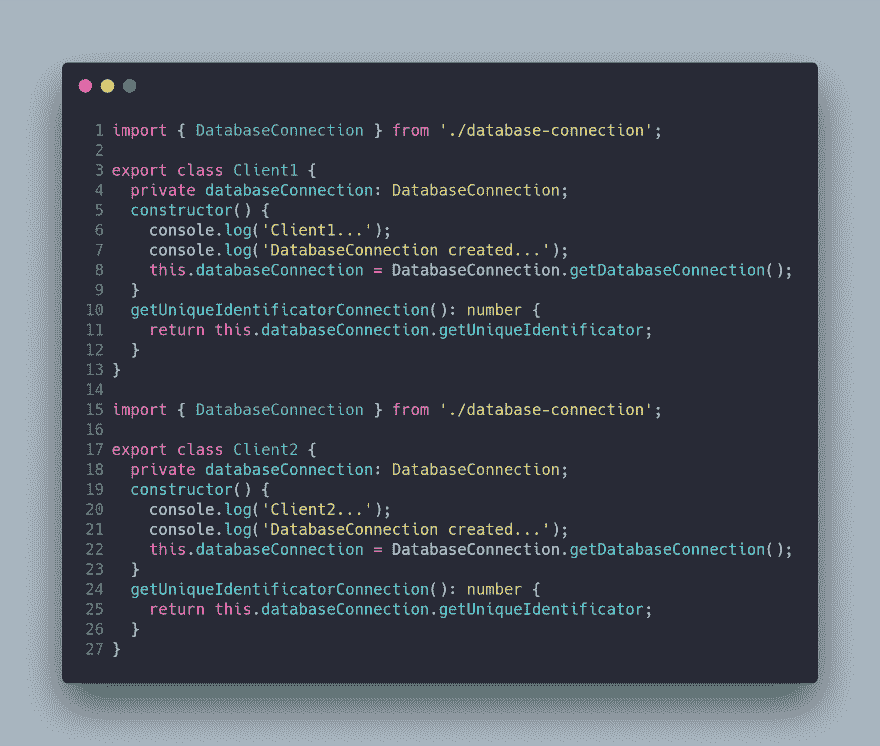 1 import { DatabaseConnection } from './database-connection';
2
3 export class Client1 {
4   private databaseConnection: DatabaseConnection;
5   constructor() {
6     console.log('Client1...');
7     console.log('DatabaseConnection created...');
8     this.databaseConnection = DatabaseConnection.getDatabaseConnection();
9   }
10   getUniqueIdentificatorConnection(): number {
11     return this.databaseConnection.getUniqueIdentificator;
12   }
13 }
14
15 import { DatabaseConnection } from './database-connection';
16
17 export class Client2 {
18   private databaseConnection: DatabaseConnection;
19   constructor() {
20     console.log('Client2...');
21     console.log('DatabaseConnection created...');
22     this.databaseConnection = DatabaseConnection.getDatabaseConnection();
23   }
24   getUniqueIdentificatorConnection(): number {
25     return this.databaseConnection.getUniqueIdentificator;
26   }
27 }